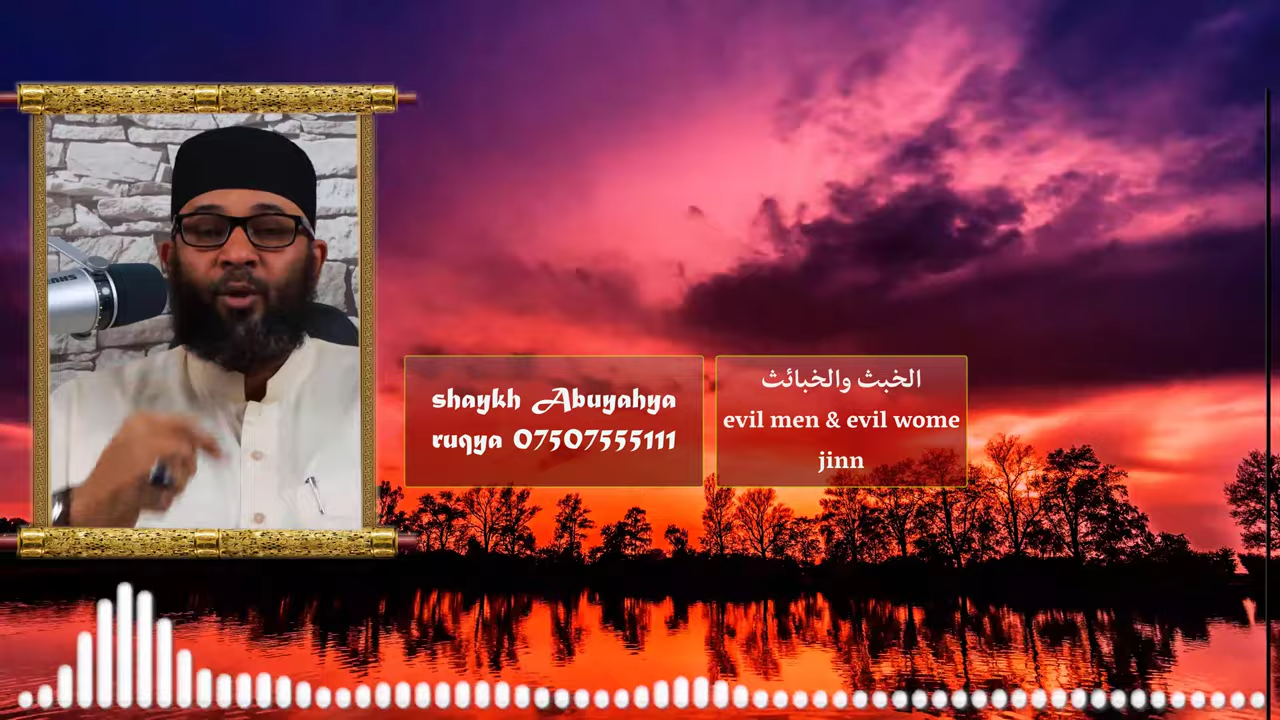 shaykh Abuyahya
ruqya 07507555111
الخبث والخبائث
evil men & evil wome
jinn